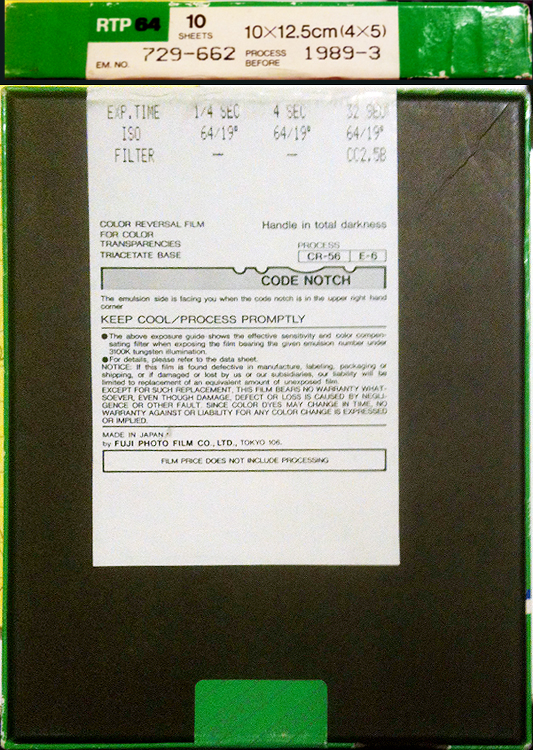 RTP 64 10 SHEETS 10×12.5cm(4×5)
EM. NO. 729-662 PROCESS BEFORE 1989-3
EXP.TIME 1/4 SEC 4 SEC 32 SEC
ISO 64/19° 64/19° 64/19°
FILTER — — CC2.5B
COLOR REVERSAL FILM
FOR COLOR
TRANSPARENCIES
TRIACETATE BASE
Handle in total darkness
PROCESS
CR-56 E-6
CODE NOTCH
The emulsion side is facing you when the code notch is in the upper right hand
corner
KEEP COOL/PROCESS PROMPTLY
●The above exposure guide shows the effective sensitivity and color compen-
sating filter when exposing the film bearing the given emulsion number under
3100K tungsten illumination.
●For details, please refer to the data sheet.
NOTICE: If this film is found defective in manufacture, labeling, packaging or
shipping, or if damaged or lost by us or our subsidiaries, our liability will be
limited to replacement of an equivalent amount of unexposed film.
EXCEPT FOR SUCH REPLACEMENT, THIS FILM BEARS NO WARRANTY WHAT-
SOEVER, EVEN THOUGH DAMAGE, DEFECT OR LOSS IS CAUSED BY NEGLI-
GENCE OR OTHER FAULT. SINCE COLOR DYES MAY CHANGE IN TIME, NO
WARRANTY AGAINST OR LIABILITY FOR ANY COLOR CHANGE IS EXPRESSED
OR IMPLIED.
MADE IN JAPAN
by FUJI PHOTO FILM CO., LTD., TOKYO 106.
FILM PRICE DOES NOT INCLUDE PROCESSING